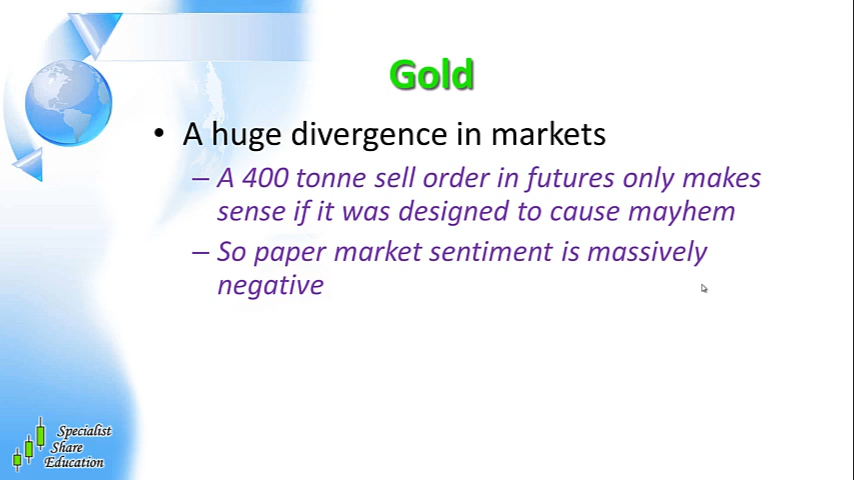 Gold
• A huge divergence in markets
– A 400 tonne sell order in futures only makes
sense if it was designed to cause mayhem
– So paper market sentiment is massively
negative
Specialist
Share
Education